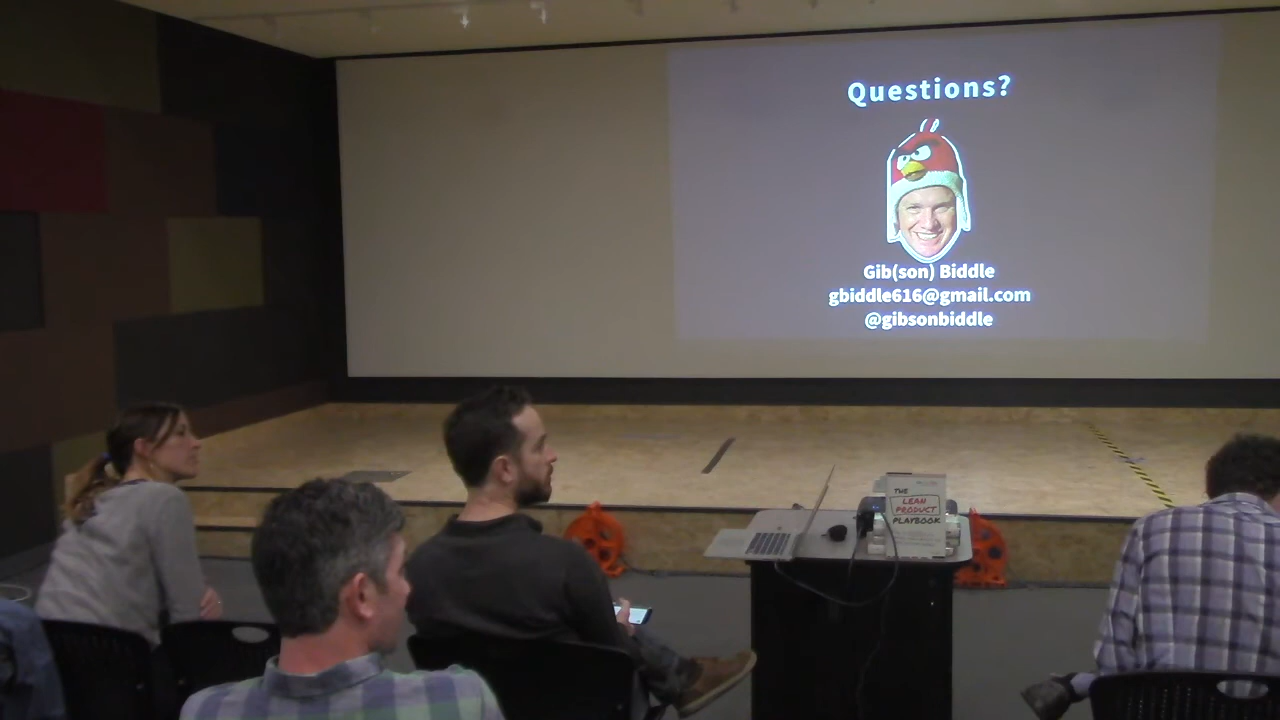 Questions?
Gib(son) Biddle
gbiddle616@gmail.com
@gibsonbiddle
THE
LEAN
PRODUCT
PLAYBOOK